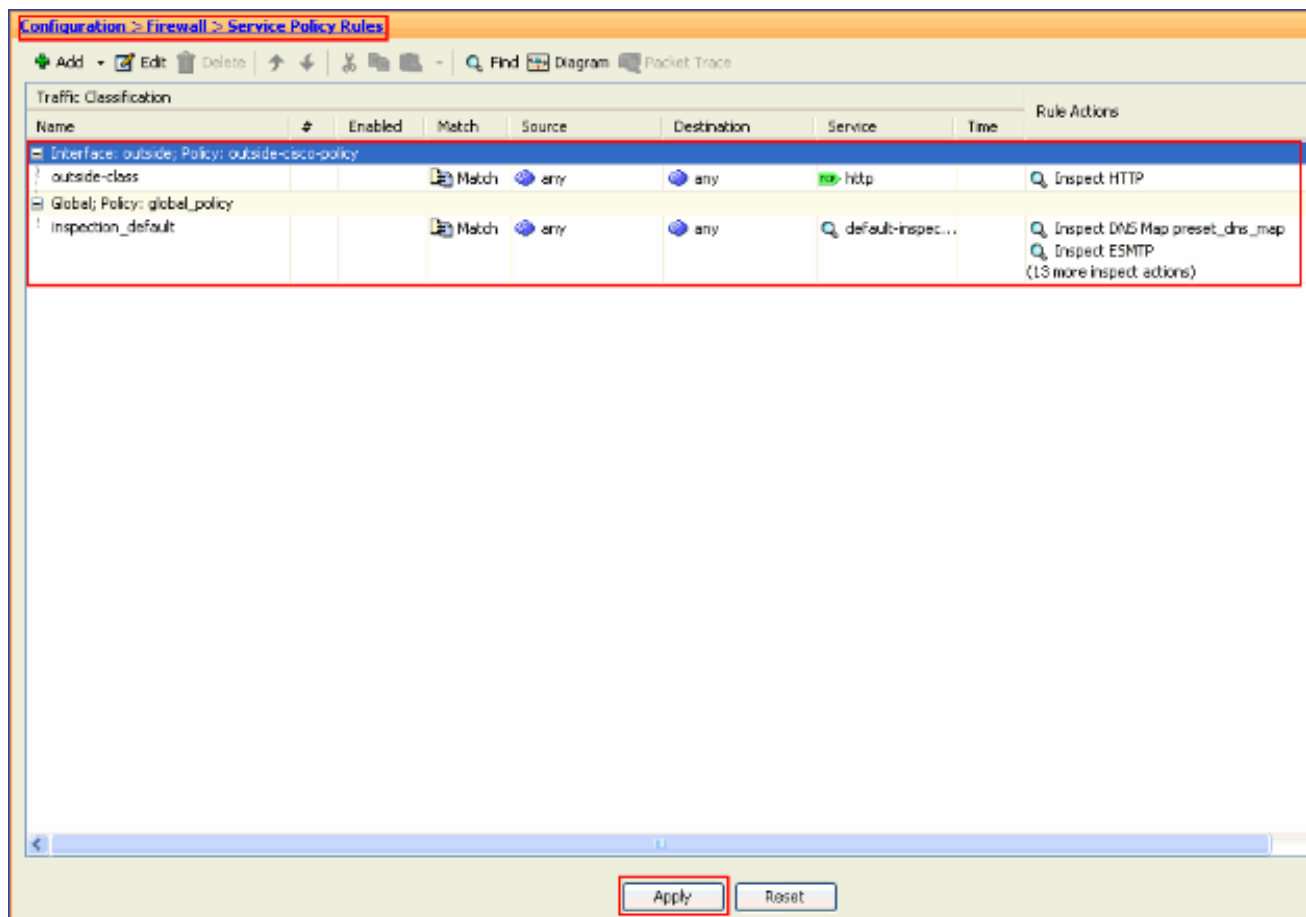 Configuration > Firewall > Service Policy Rules
Add Edit Delete Find Diagram Packet Trace
Traffic Classification
Rule Actions
Name # Enabled Match Source Destination Service Time
Interface: outside; Policy: outside-cisco-policy
outside-class Match any any TCP http Inspect HTTP
Global; Policy: global_policy
inspection_default Match any any default-inspec... Inspect DNS Map preset_dns_map
Inspect ESMTP
(13 more inspect actions)
Apply Reset